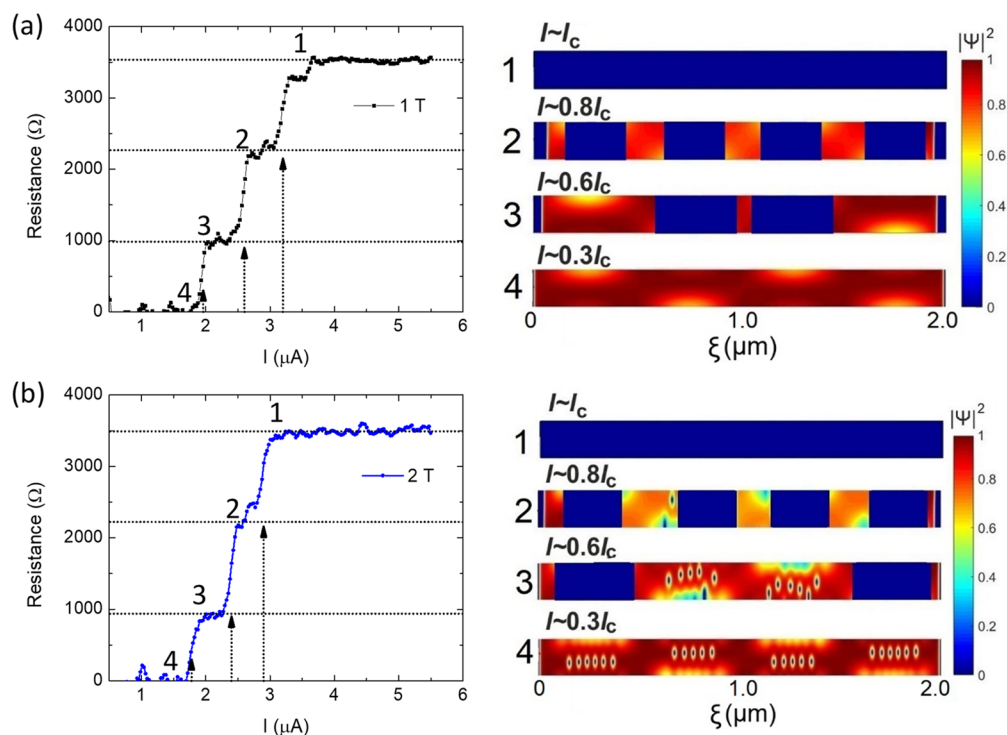 (a)
4000
3000
2000
1000
0
Resistance (Ω)
1
2
3
4
1 T
1 2 3 4 5 6
I (μA)
I~Ic
1
I~0.8Ic
2
I~0.6Ic
3
I~0.3Ic
4
0 1.0 2.0
ξ (μm)
|Ψ|²
1
0.8
0.6
0.4
0.2
0
(b)
4000
3000
2000
1000
0
Resistance (Ω)
1
2
3
4
2 T
1 2 3 4 5 6
I (μA)
I~Ic
1
I~0.8Ic
2
I~0.6Ic
3
I~0.3Ic
4
0 1.0 2.0
ξ (μm)
|Ψ|²
1
0.8
0.6
0.4
0.2
0